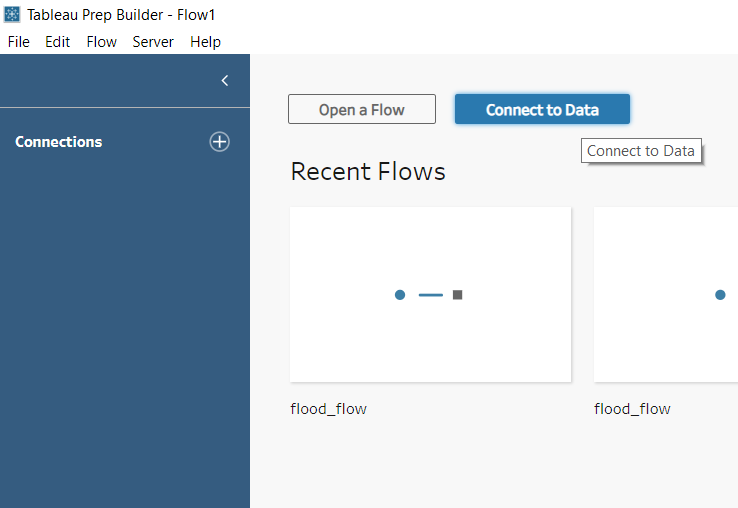 Tableau Prep Builder - Flow1
File Edit Flow Server Help
Connections
Open a Flow Connect to Data
Connect to Data
Recent Flows
flood_flow flood_flow